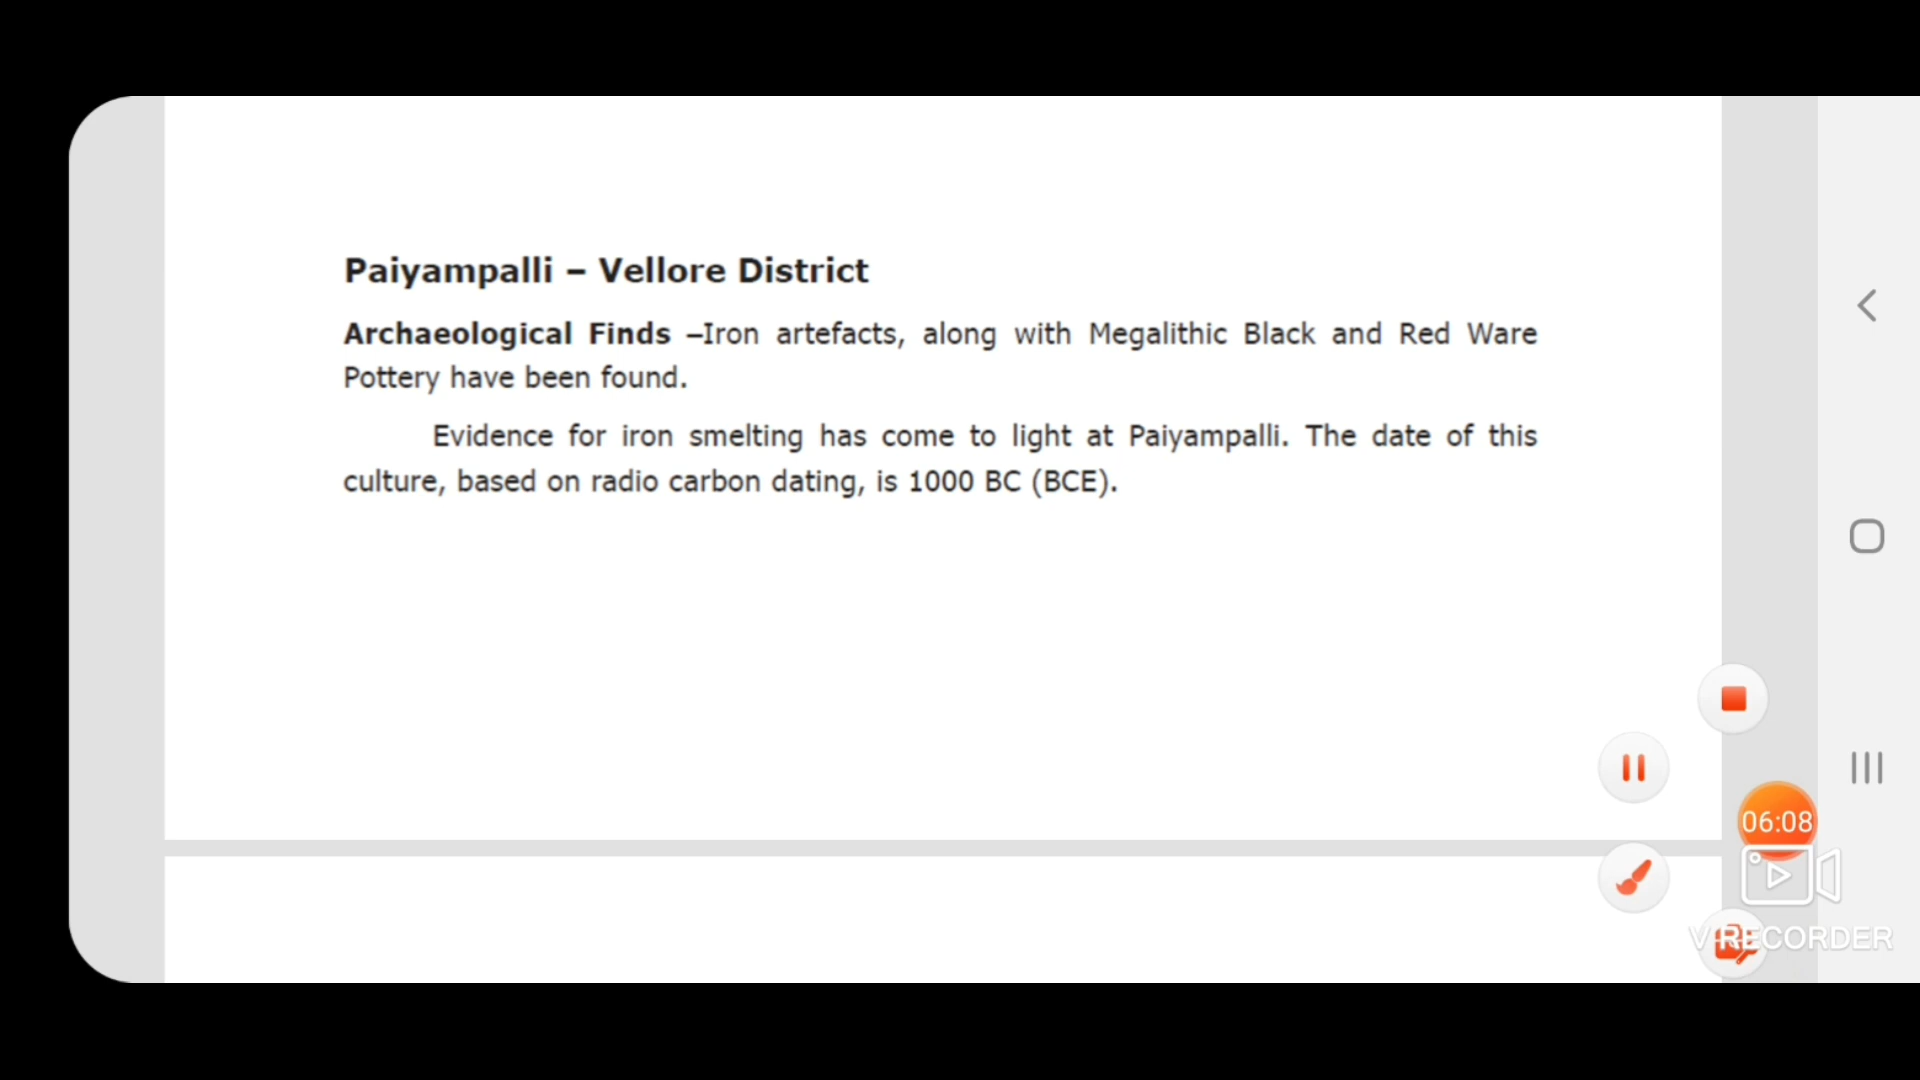 Paiyampalli – Vellore District
Archaeological Finds –Iron artefacts, along with Megalithic Black and Red Ware
Pottery have been found.
Evidence for iron smelting has come to light at Paiyampalli. The date of this
culture, based on radio carbon dating, is 1000 BC (BCE).
06:08
V RECORDER